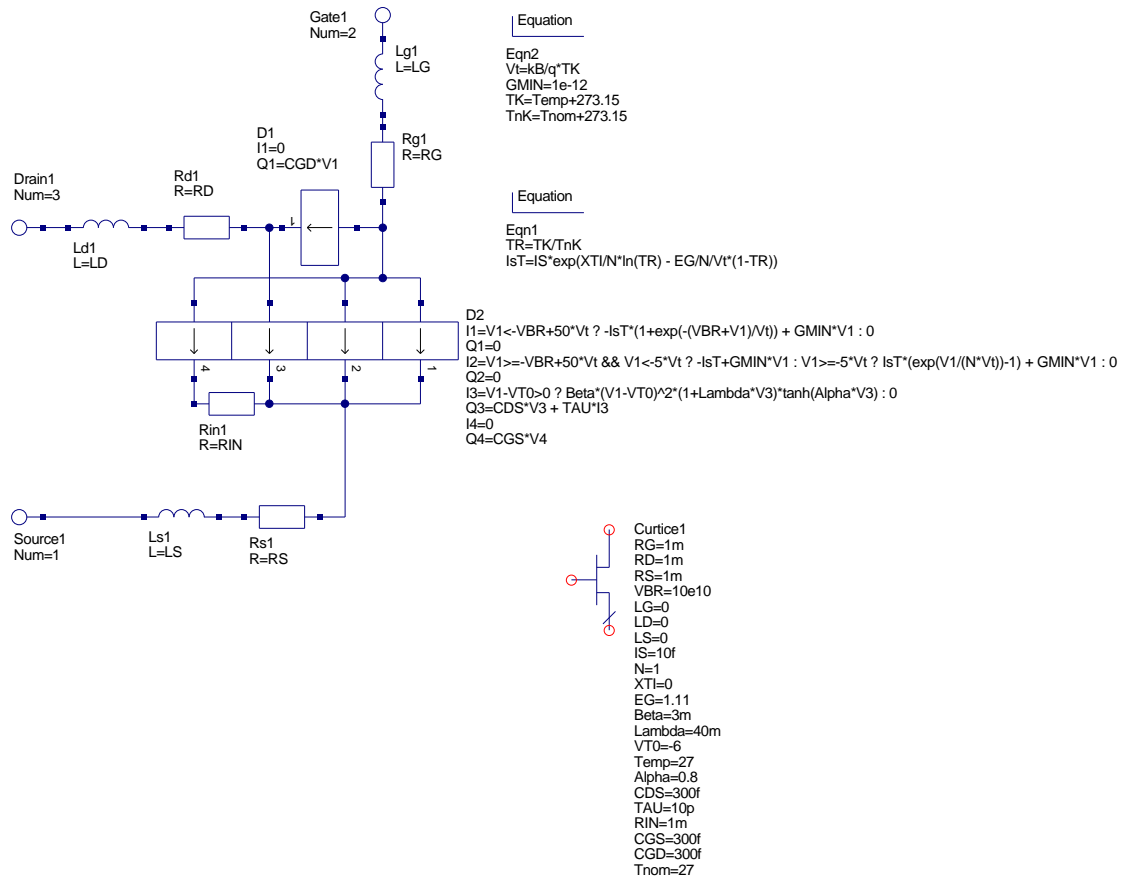 Gate1
Num=2
Lg1
L=LG
Equation
Eqn2
Vt=kB/q*TK
GMIN=1e-12
TK=Temp+273.15
TnK=Tnom+273.15
D1
I1=0
Q1=CGD*V1
Rg1
R=RG
Drain1
Num=3
Rd1
R=RD
Ld1
L=LD
1
Equation
Eqn1
TR=TK/TnK
IsT=IS*exp(XTI/N*ln(TR) - EG/N/Vt*(1-TR))
D2
I1=V1<-VBR+50*Vt ? -IsT*(1+exp(-(VBR+V1)/Vt)) + GMIN*V1 : 0
Q1=0
I2=V1>=-VBR+50*Vt && V1<-5*Vt ? -IsT+GMIN*V1 : V1>=-5*Vt ? IsT*(exp(V1/(N*Vt))-1) + GMIN*V1 : 0
Q2=0
I3=V1-VT0>0 ? Beta*(V1-VT0)^2*(1+Lambda*V3)*tanh(Alpha*V3) : 0
Q3=CDS*V3 + TAU*I3
I4=0
Q4=CGS*V4
4
3
2
1
Rin1
R=RIN
Source1
Num=1
Ls1
L=LS
Rs1
R=RS
Curtice1
RG=1m
RD=1m
RS=1m
VBR=10e10
LG=0
LD=0
LS=0
IS=10f
N=1
XTI=0
EG=1.11
Beta=3m
Lambda=40m
VT0=-6
Temp=27
Alpha=0.8
CDS=300f
TAU=10p
RIN=1m
CGS=300f
CGD=300f
Tnom=27